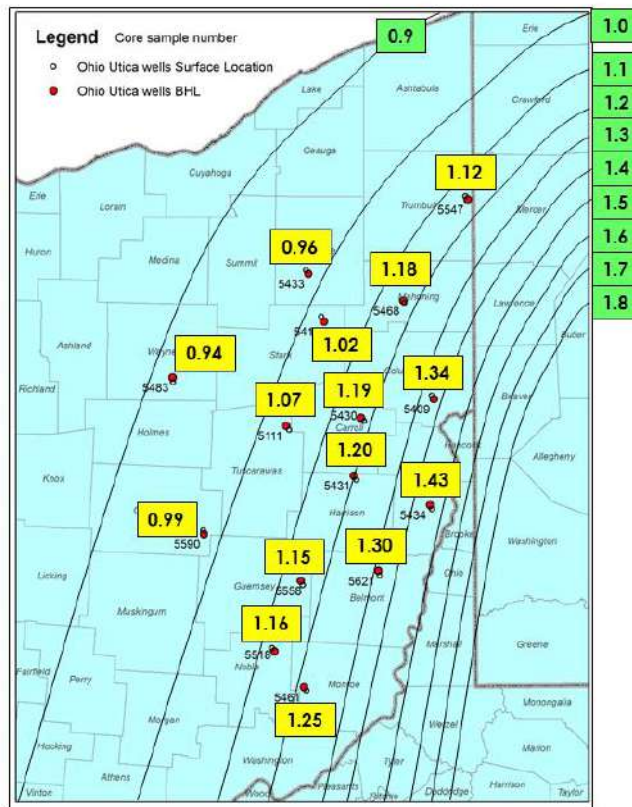 Legend Core sample number
Ohio Utica wells Surface Location
Ohio Utica wells BHL
0.9
1.0
1.1
1.2
1.3
1.4
1.5
1.6
1.7
1.8
Erie
Lake
Ashtabula
Crawford
Geauga
Cuyahoga
1.12
Erie
Lorain
Trumbull
5547
Mercer
Huron
Medina
Summit
0.96
5433
1.18
Mahoning
5468
Lawrence
Butler
Ashland
Wayne
0.94
5483
Stark
1.02
Richland
1.07
5111
1.19
5430
Carroll
1.34
5409
Beaver
Holmes
Hancock
Allegheny
Knox
Tuscarawas
1.20
5431
1.43
5434
Harrison
0.99
5590
Brooke
Washington
Licking
1.15
5556
Guernsey
1.30
5621
Belmont
Ohio
Muskingum
1.16
5518
Marshall
Greene
Fairfield
Perry
Noble
Monroe
5461
1.25
Monongalia
Morgan
Wetzel
Hocking
Washington
Tyler
Marion
Vinton
Athens
Wood
Pleasants
Doddridge
Harrison
Taylor